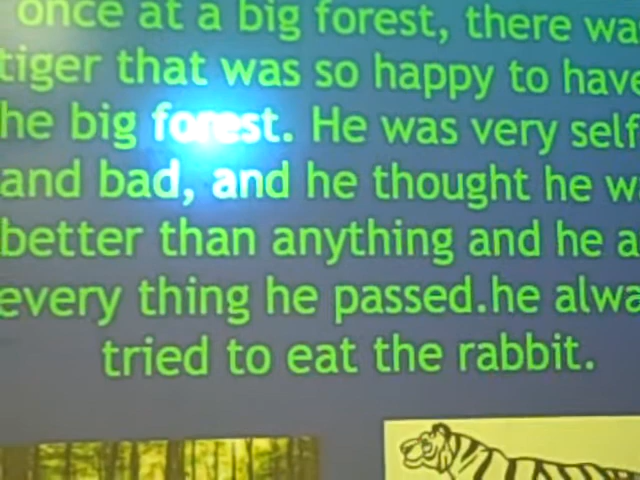 once at a big forest, there wa
tiger that was so happy to have
he big forest. He was very self
and bad, and he thought he w
better than anything and he a
every thing he passed.he alwa
tried to eat the rabbit.